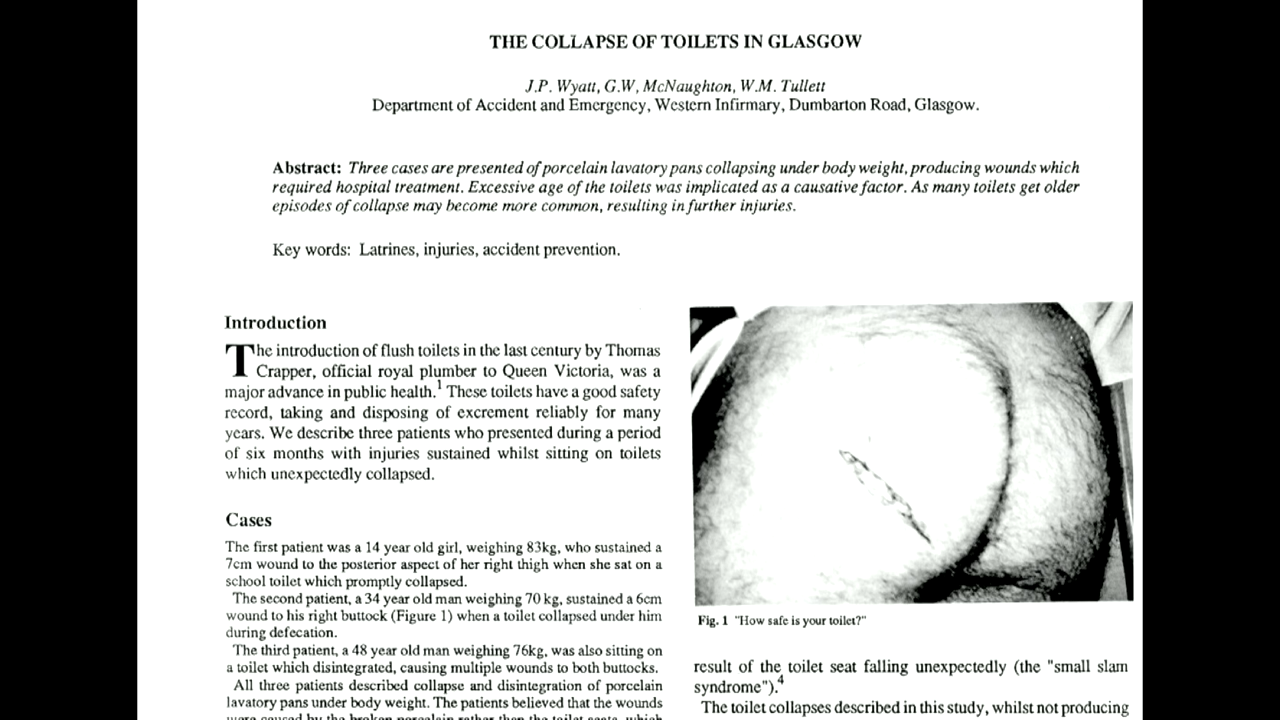 THE COLLAPSE OF TOILETS IN GLASGOW
J.P. Wyatt, G.W, McNaughton, W.M. Tullett
Department of Accident and Emergency, Western Infirmary, Dumbarton Road, Glasgow.
Abstract: Three cases are presented of porcelain lavatory pans collapsing under body weight, producing wounds which
required hospital treatment. Excessive age of the toilets was implicated as a causative factor. As many toilets get older
episodes of collapse may become more common, resulting in further injuries.
Key words: Latrines, injuries, accident prevention.
Introduction
The introduction of flush toilets in the last century by Thomas
Crapper, official royal plumber to Queen Victoria, was a
major advance in public health.1 These toilets have a good safety
record, taking and disposing of excrement reliably for many
years. We describe three patients who presented during a period
of six months with injuries sustained whilst sitting on toilets
which unexpectedly collapsed.
Cases
The first patient was a 14 year old girl, weighing 83kg, who sustained a
7cm wound to the posterior aspect of her right thigh when she sat on a
school toilet which promptly collapsed.
The second patient, a 34 year old man weighing 70 kg, sustained a 6cm
wound to his right buttock (Figure 1) when a toilet collapsed under him
during defecation.
The third patient, a 48 year old man weighing 76kg, was also sitting on
a toilet which disintegrated, causing multiple wounds to both buttocks.
All three patients described collapse and disintegration of porcelain
lavatory pans under body weight. The patients believed that the wounds
were caused by the broken porcelain rather than the toilet seats, which
Fig. 1 "How safe is your toilet?"
result of the toilet seat falling unexpectedly (the "small slam
syndrome").4
The toilet collapses described in this study, whilst not producing